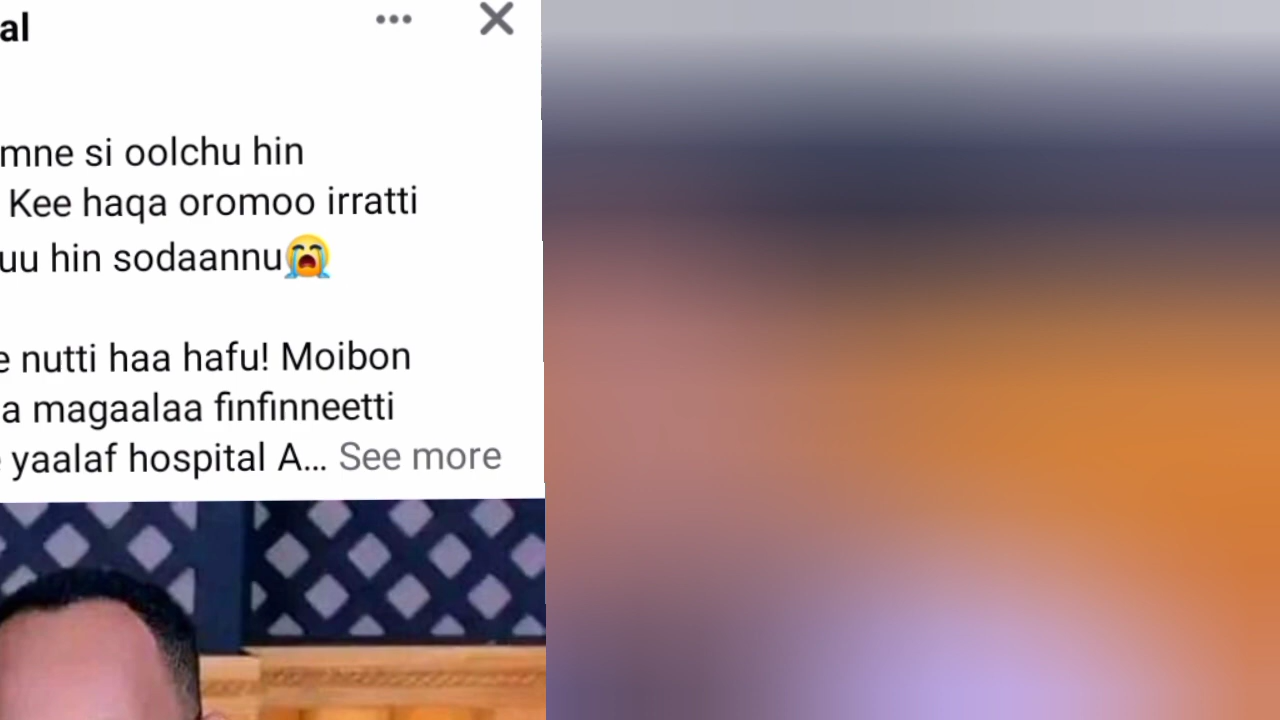 al
mne si oolchu hin
Kee haqa oromoo irratti
uu hin sodaannu😭
e nutti haa hafu! Moibon
a magaalaa finfinneetti
e yaalaf hospital A... See more